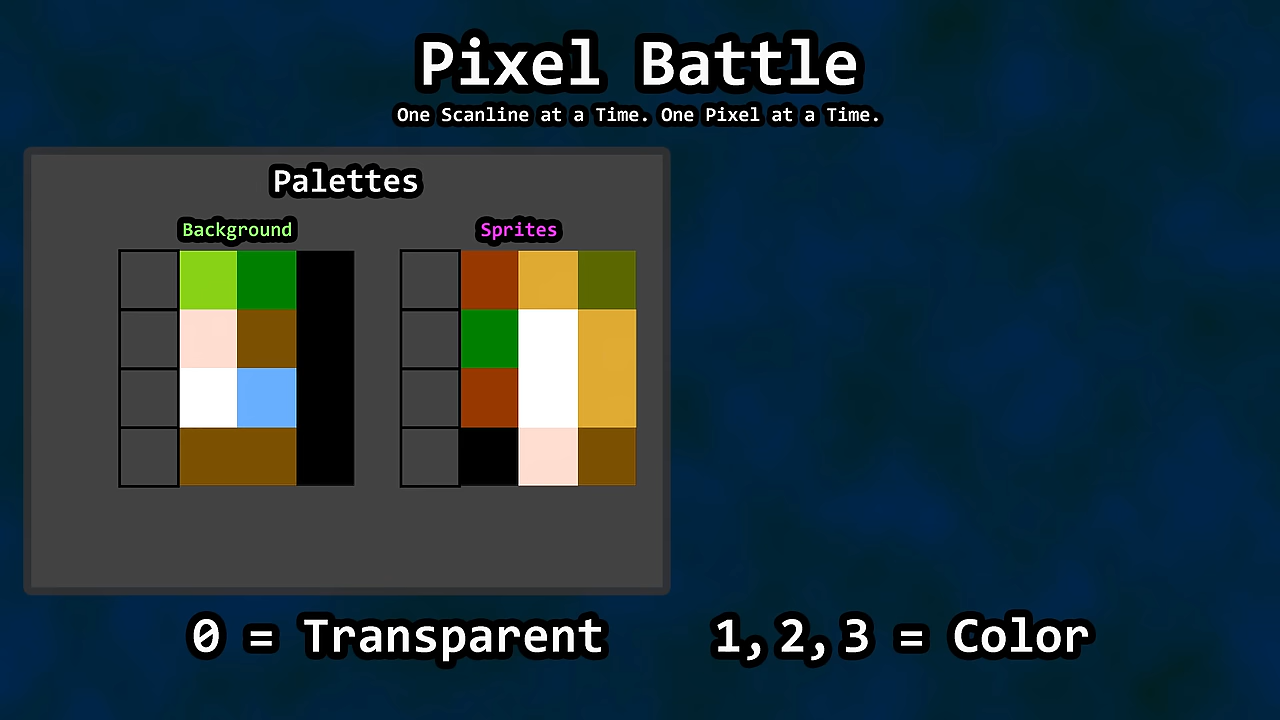 Pixel Battle
One Scanline at a Time. One Pixel at a Time.
Palettes
Background
Sprites
0 = Transparent
1,2,3 = Color